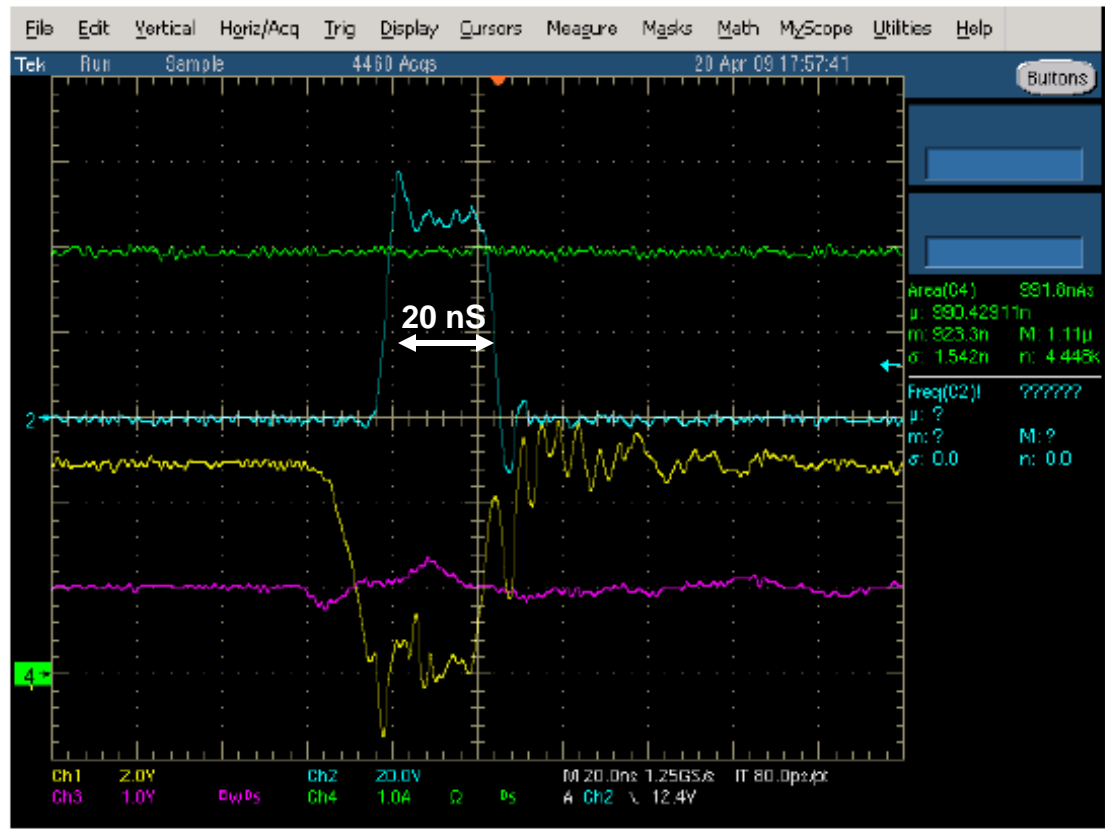 File Edit Vertical Horiz/Acq Trig Display Cursors Measure Masks Math MyScope Utilities Help
Tek Run Sample 4460 Acqs 20 Apr 09 17:57:41
Buttons
Area(C4) 991.6nAs
µ: 990.42911n
m: 923.3n M: 1.11µ
σ: 1.542n n: 4.448k
20 nS
Freq(C2)! ??????
µ: ?
m: ? M: ?
σ: 0.0 n: 0.0
2
4
Ch1 2.0V Ch2 20.0V M 20.0ns 1.25GS/s IT 80.0ps/pt
Ch3 1.0V Ch4 1.0A Ω A Ch2 12.4V